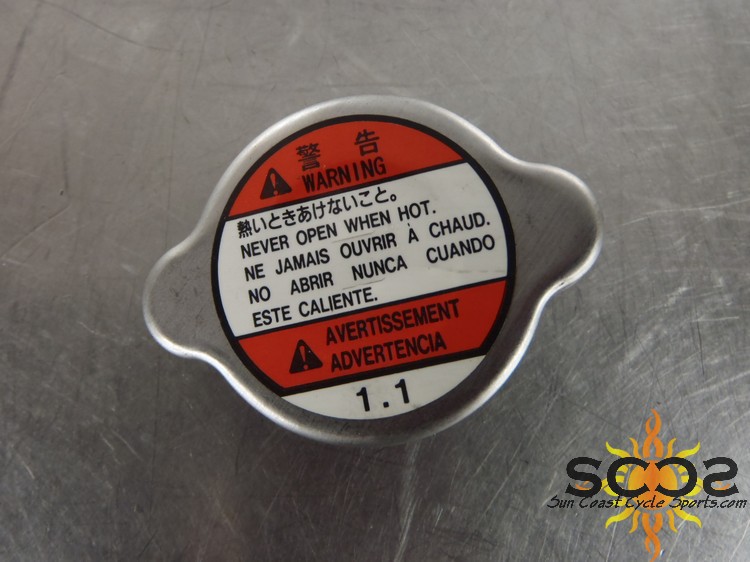 警告
WARNING
熱いときあけないこと。
NEVER OPEN WHEN HOT.
NE JAMAIS OUVRIR À CHAUD.
NO ABRIR NUNCA CUANDO
ESTE CALIENTE.
AVERTISSEMENT
ADVERTENCIA
1.1
SCCS
Sun Coast Cycle Sports.com